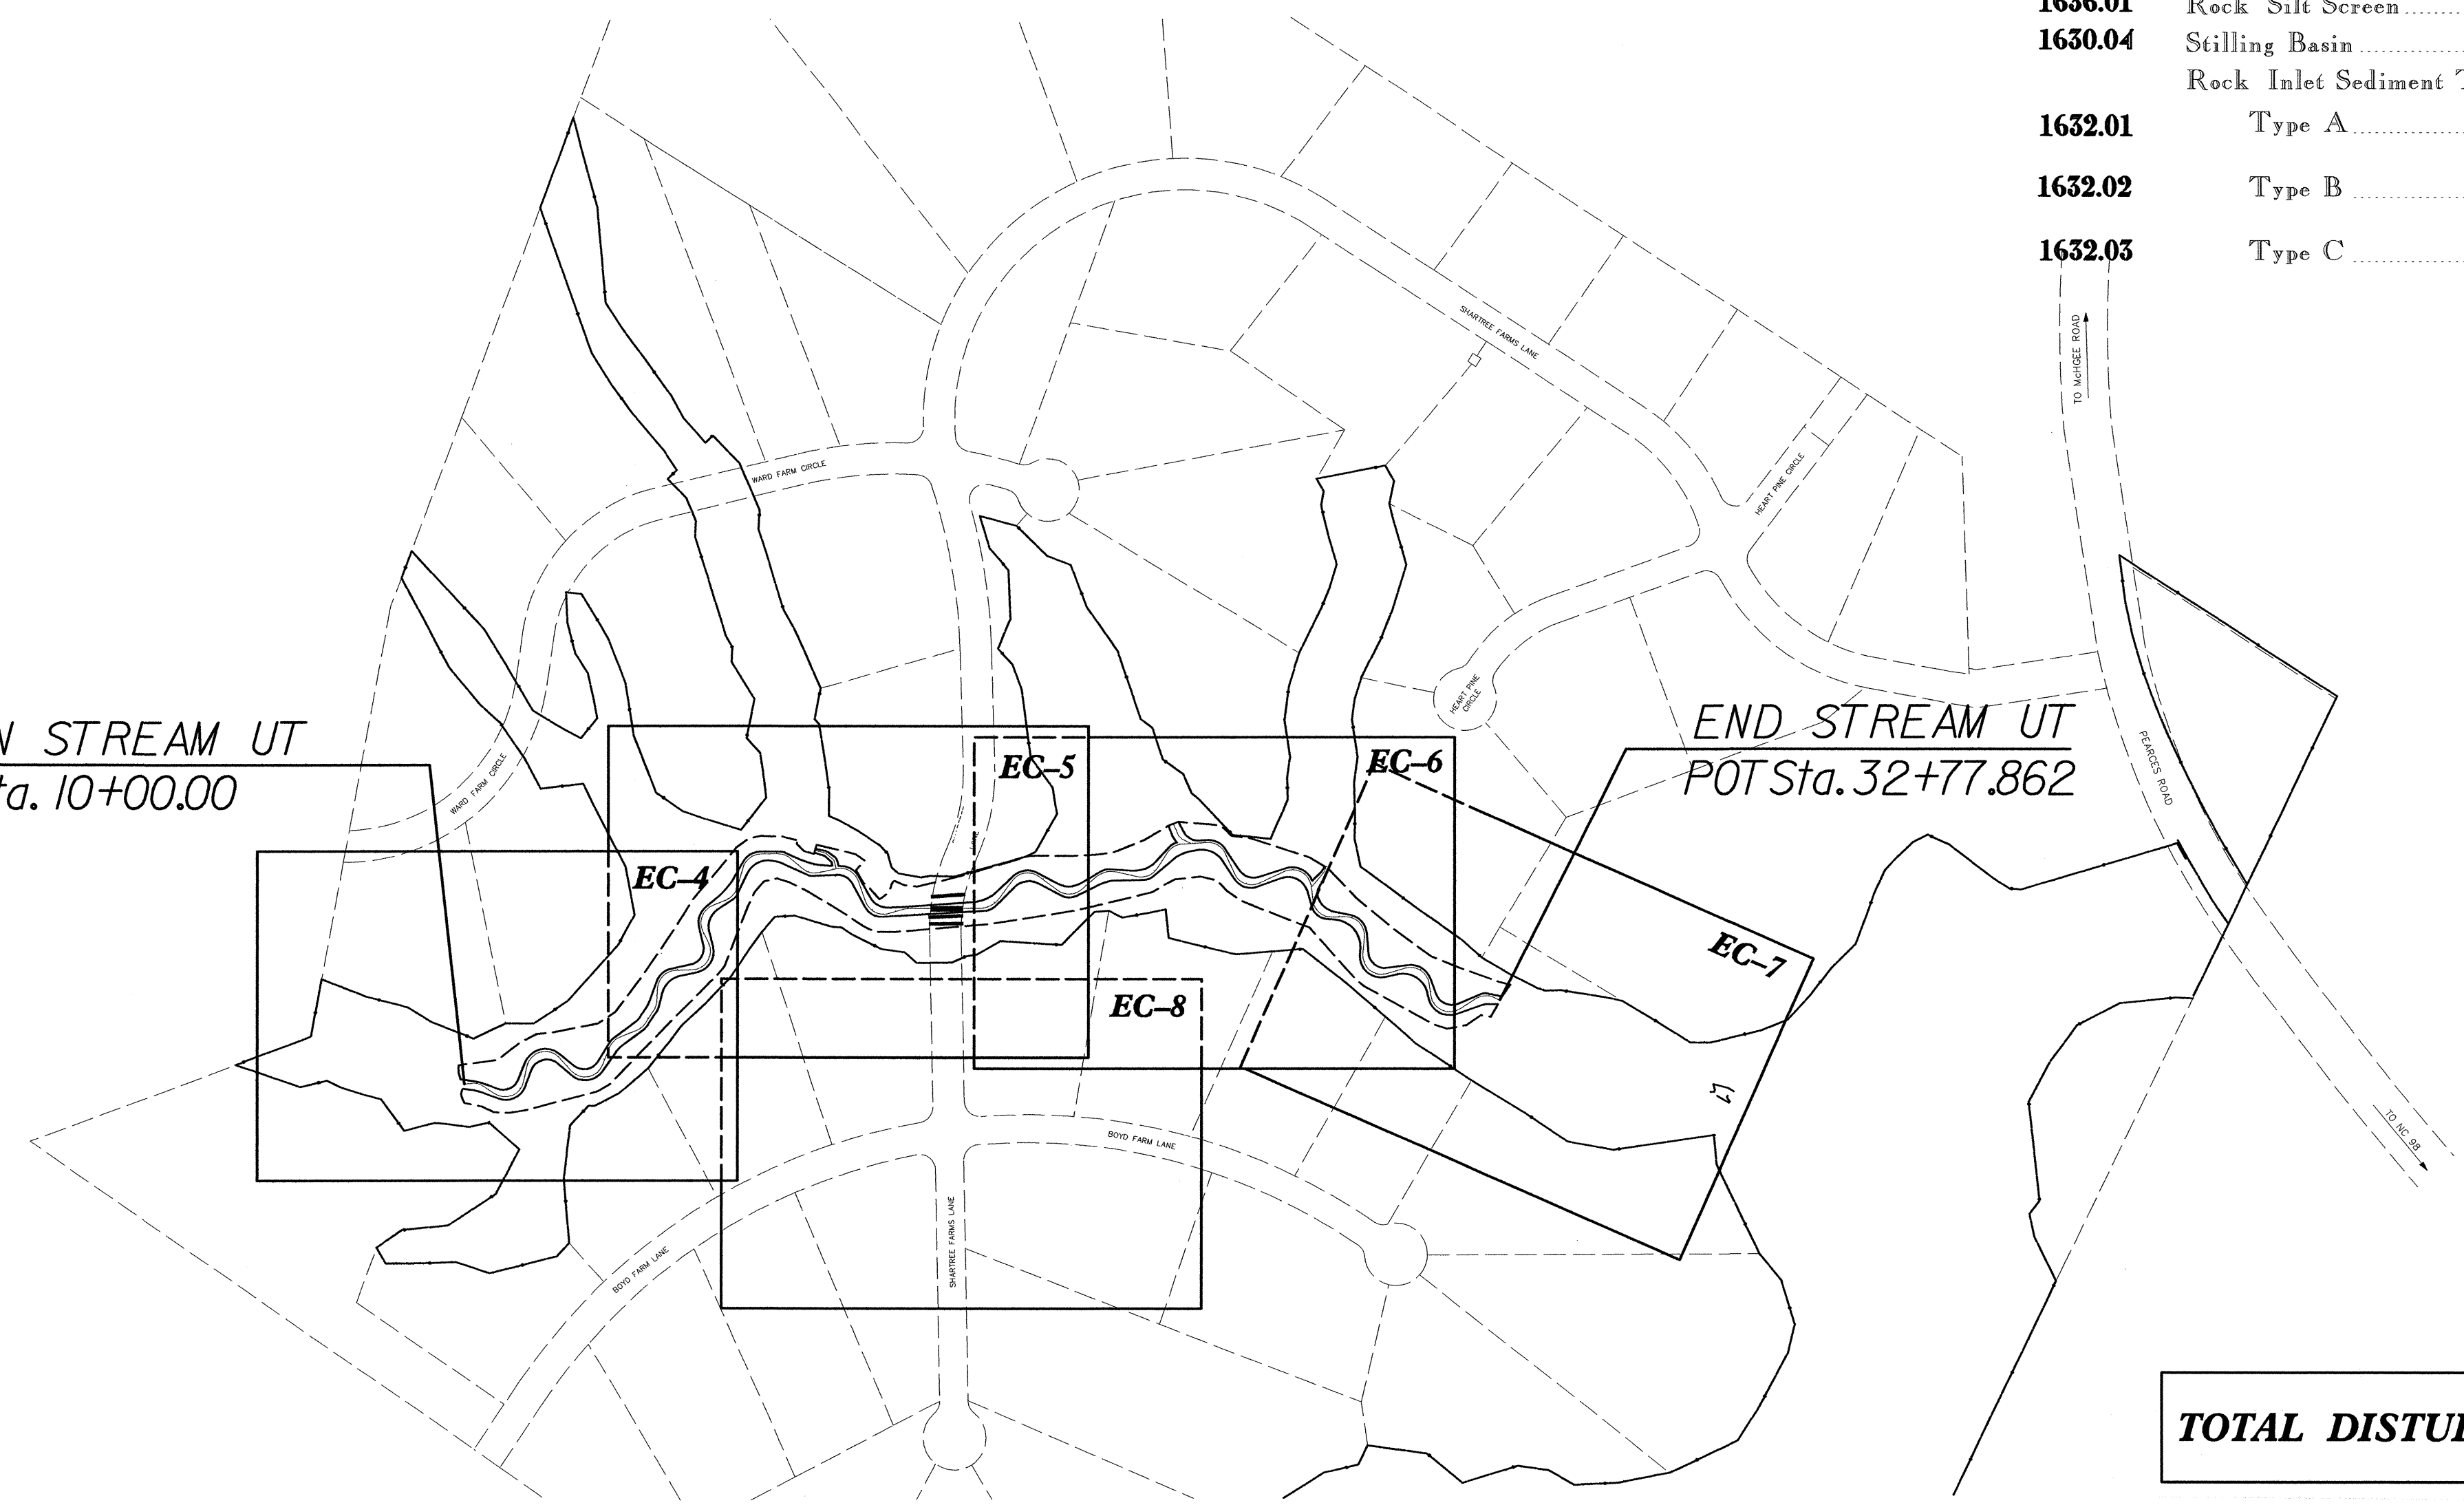 1636.01 Rock Silt Screen
1630.04 Stilling Basin
Rock Inlet Sediment
1632.01 Type A
1632.02 Type B
1632.03 Type C
TO McHGEE ROAD
SHARTREE FARMS LANE
WARD FARM CIRCLE
HEART PINE CIRCLE
HEART PINE
CIRCLE
STREAM UT
10+00.00
WARD FARM CIRCLE
END STREAM UT
POT Sta. 32+77.862
PEARCES ROAD
EC-5
EC-6
EC-4
EC-7
EC-8
BOYD FARM LANE
TO NC 98
SHARTREE FARMS LANE
BOYD FARM LANE
TOTAL